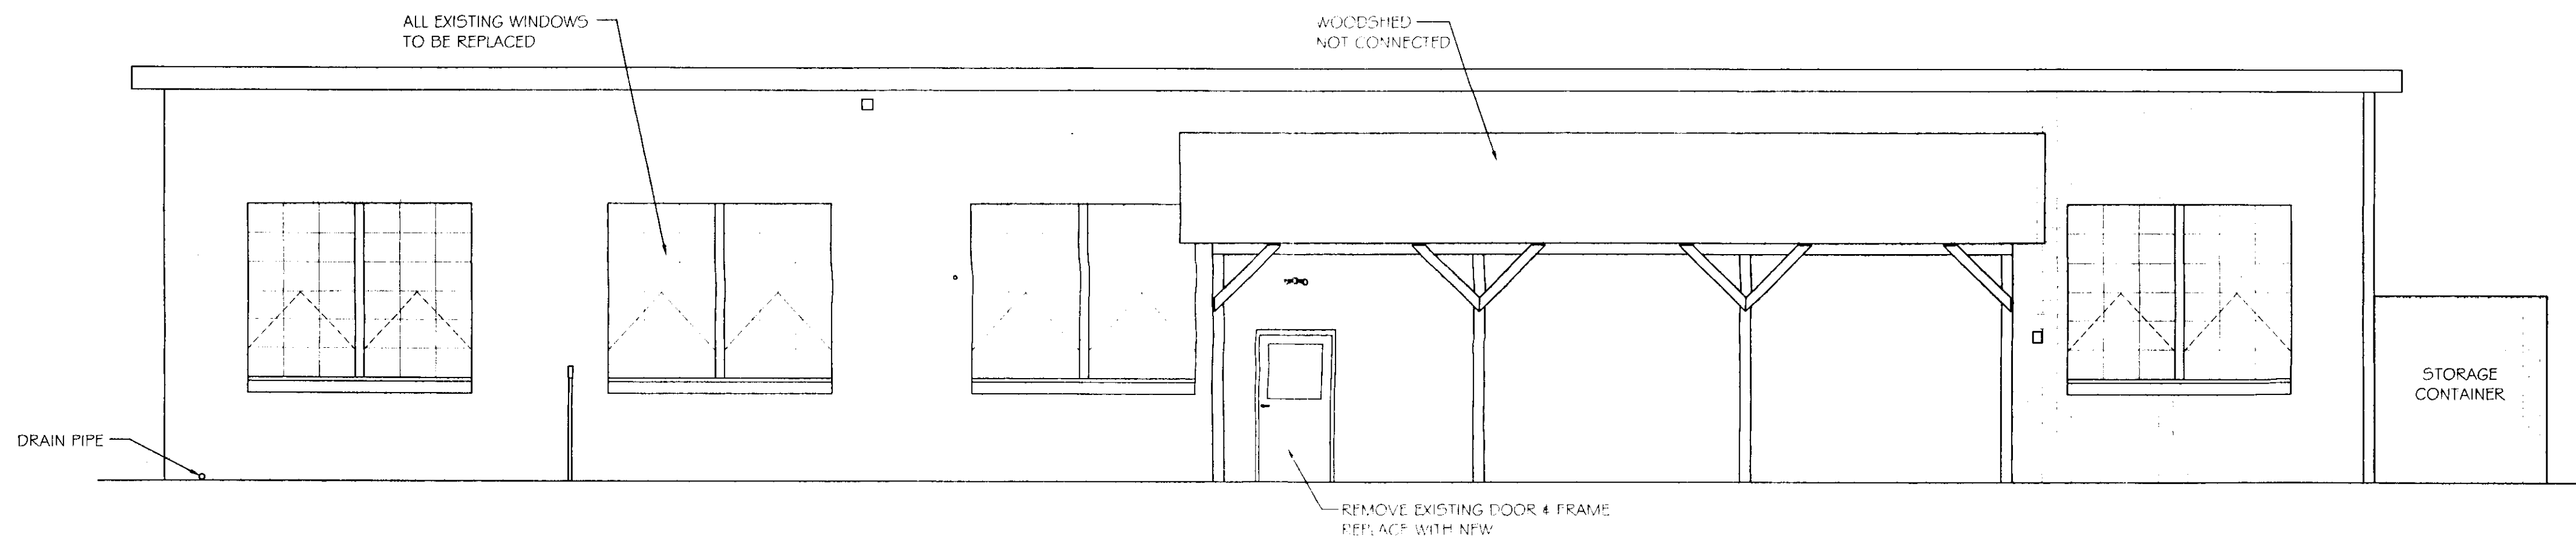 ALL EXISTING WINDOWS
TO BE REPLACED
WOODSHED
NOT CONNECTED
STORAGE
CONTAINER
DRAIN PIPE
REMOVE EXISTING DOOR & FRAME
REPLACE WITH NEW